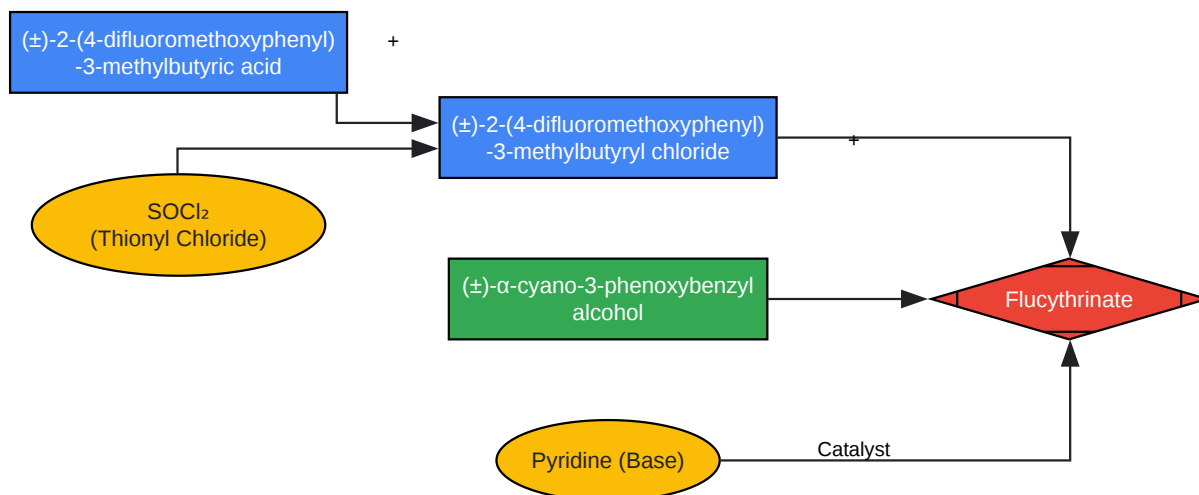 (±)-2-(4-difluoromethoxyphenyl)
-3-methylbutyric acid
+
(±)-2-(4-difluoromethoxyphenyl)
-3-methylbutyryl chloride
+
SOCl₂
(Thionyl Chloride)
(±)-α-cyano-3-phenoxybenzyl
alcohol
Flucythrinate
Pyridine (Base)
Catalyst